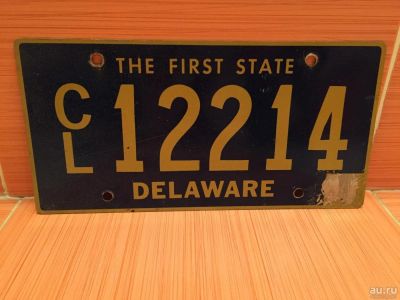 THE FIRST STATE
CL 12214
DELAWARE
au.ru